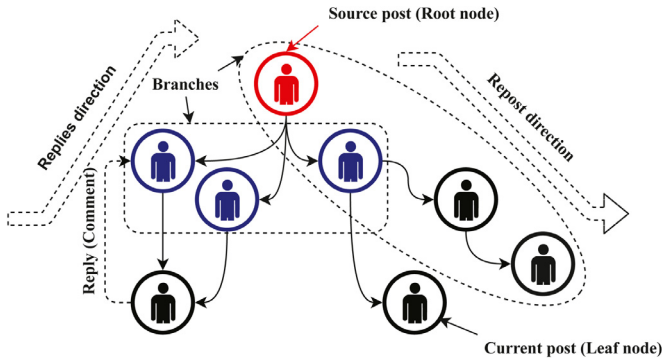 Source post (Root node)
Branches
Replies direction
Repost direction
Reply (Comment)
Current post (Leaf node)